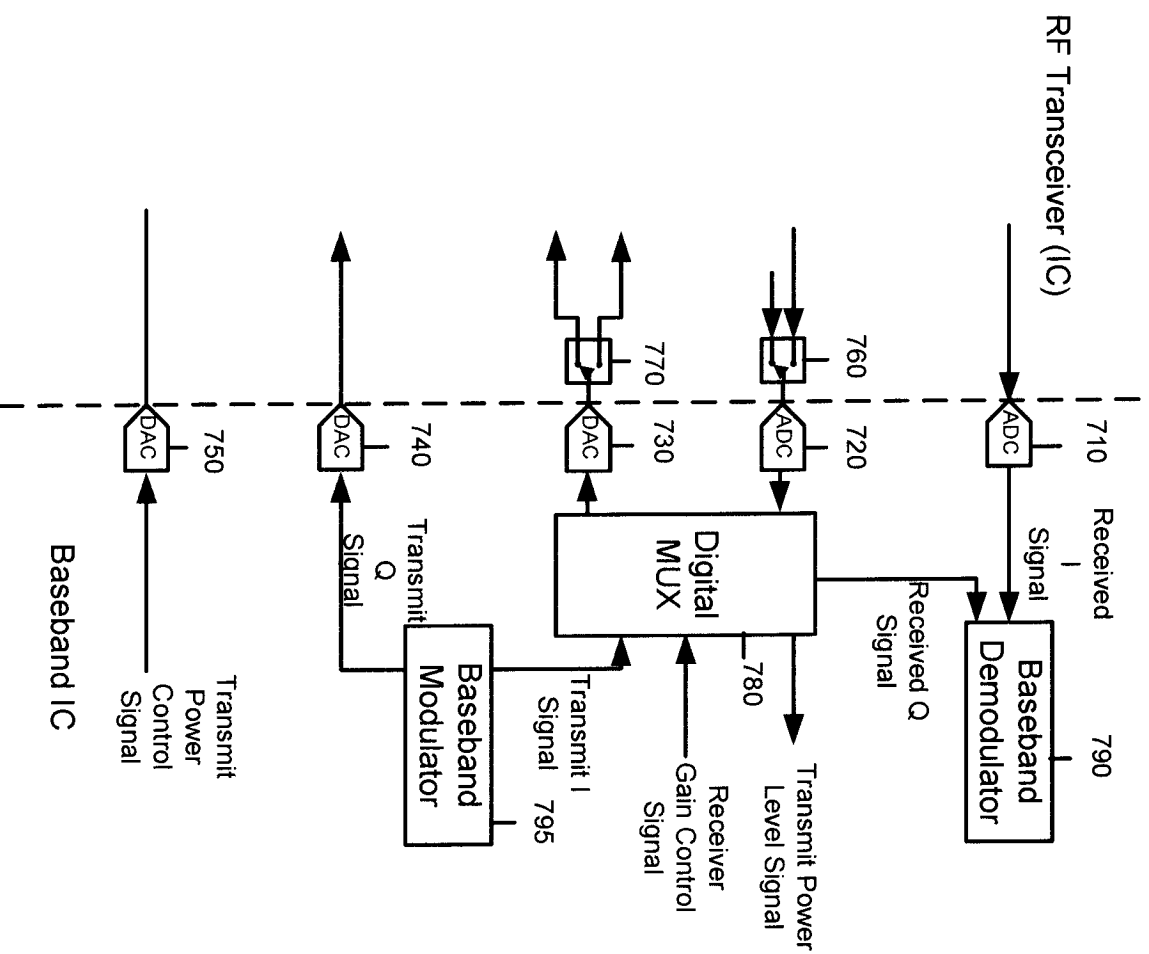 RF Transceiver (IC)
710
Received
I
Signal
ADC
790
Baseband
Demodulator
760
720
ADC
Received Q
Signal
Transmit Power
Level Signal
Digital
MUX
780
770
730
DAC
Receiver
Gain Control
Signal
Transmit I
Signal
795
Baseband
Modulator
740
DAC
Transmit
Q
Signal
750
DAC
Transmit
Power
Control
Signal
Baseband IC